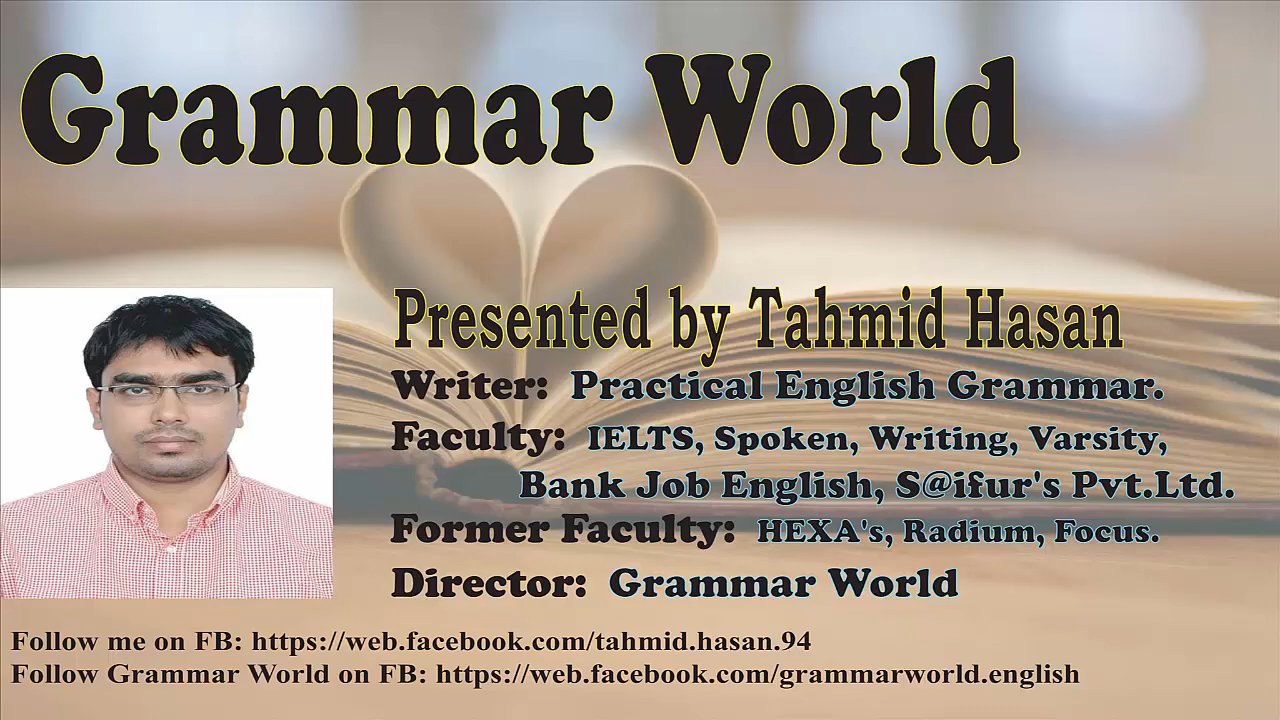 Grammar World
Presented by Tahmid Hasan
Writer: Practical English Grammar.
Faculty: IELTS, Spoken, Writing, Varsity,
Bank Job English, S@ifur's Pvt.Ltd.
Former Faculty: HEXA's, Radium, Focus.
Director: Grammar World
Follow me on FB: https://web.facebook.com/tahmid.hasan.94
Follow Grammar World on FB: https://web.facebook.com/grammarworld.english